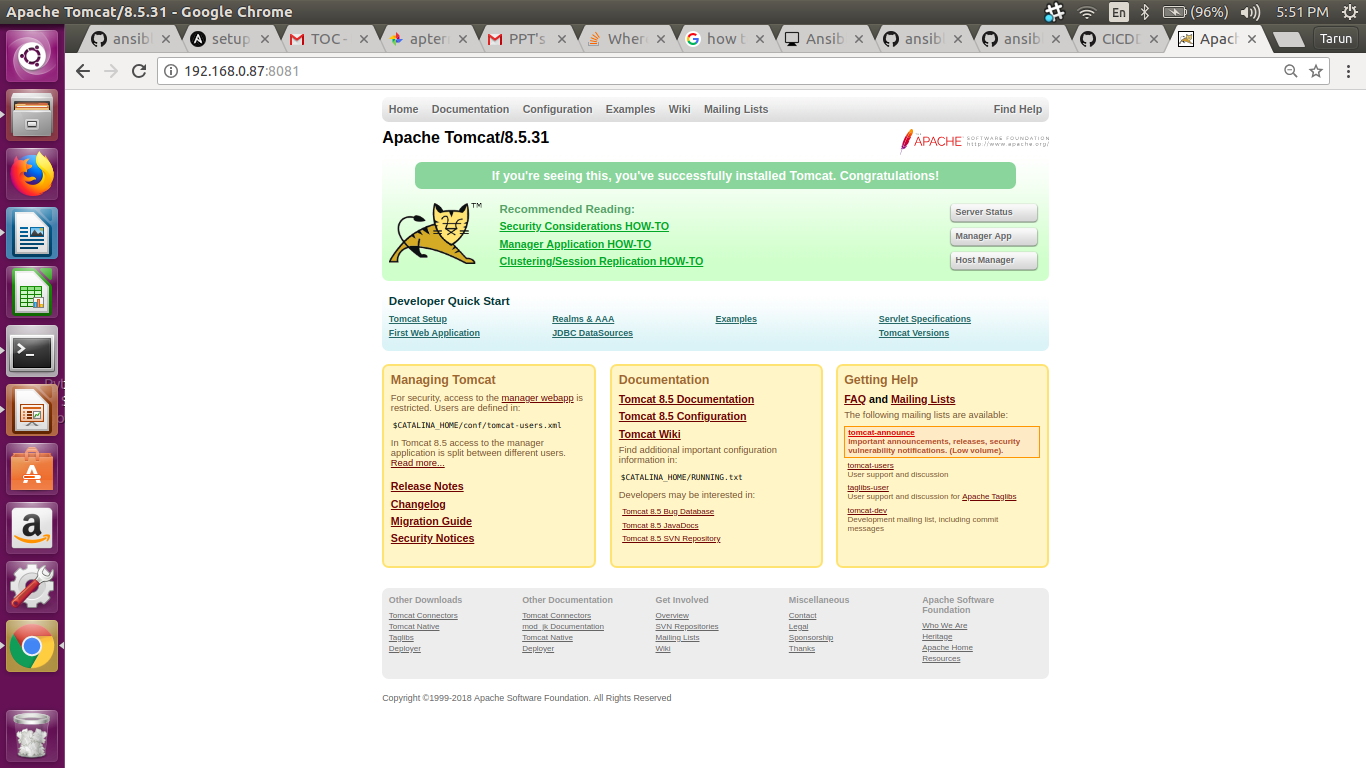 Apache Tomcat/8.5.31 - Google Chrome
En (96%) 5:51 PM
ansibl setup TOC - aptern PPT's Where how t Ansib ansibl ansibl CICDD Apach Tarun
192.168.0.87:8081
Home Documentation Configuration Examples Wiki Mailing Lists Find Help
Apache Tomcat/8.5.31
APACHE SOFTWARE FOUNDATION
http://www.apache.org/
If you're seeing this, you've successfully installed Tomcat. Congratulations!
TM
Recommended Reading:
Security Considerations HOW-TO
Manager Application HOW-TO
Clustering/Session Replication HOW-TO
Server Status
Manager App
Host Manager
Developer Quick Start
Tomcat Setup Realms & AAA Examples Servlet Specifications
First Web Application JDBC DataSources Tomcat Versions
Managing Tomcat
For security, access to the manager webapp is
restricted. Users are defined in:
$CATALINA_HOME/conf/tomcat-users.xml
In Tomcat 8.5 access to the manager
application is split between different users.
Read more...
Release Notes
Changelog
Migration Guide
Security Notices
Documentation
Tomcat 8.5 Documentation
Tomcat 8.5 Configuration
Tomcat Wiki
Find additional important configuration
information in:
$CATALINA_HOME/RUNNING.txt
Developers may be interested in:
Tomcat 8.5 Bug Database
Tomcat 8.5 JavaDocs
Tomcat 8.5 SVN Repository
Getting Help
FAQ and Mailing Lists
The following mailing lists are available:
tomcat-announce
Important announcements, releases, security
vulnerability notifications. (Low volume).
tomcat-users
User support and discussion
taglibs-user
User support and discussion for Apache Taglibs
tomcat-dev
Development mailing list, including commit
messages
Other Downloads
Tomcat Connectors
Tomcat Native
Taglibs
Deployer
Other Documentation
Tomcat Connectors
mod_jk Documentation
Tomcat Native
Deployer
Get Involved
Overview
SVN Repositories
Mailing Lists
Wiki
Miscellaneous
Contact
Legal
Sponsorship
Thanks
Apache Software
Foundation
Who We Are
Heritage
Apache Home
Resources
Copyright ©1999-2018 Apache Software Foundation. All Rights Reserved